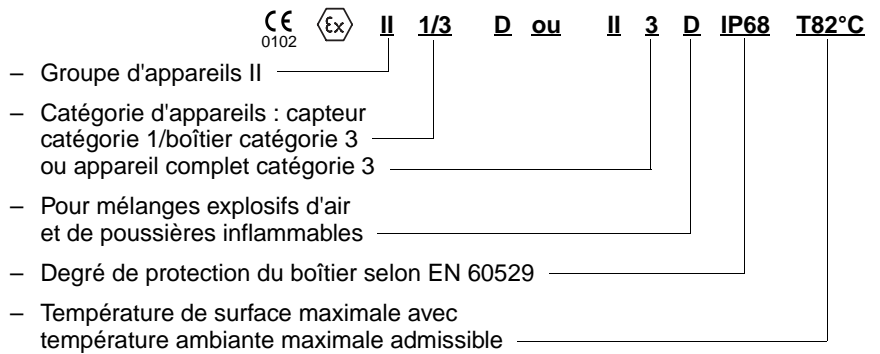 CE 0102 Ex II 1/3 D ou II 3 D IP68 T82°C
– Groupe d'appareils II
– Catégorie d'appareils : capteur
catégorie 1/boîtier catégorie 3
ou appareil complet catégorie 3
– Pour mélanges explosifs d'air
et de poussières inflammables
– Degré de protection du boîtier selon EN 60529
– Température de surface maximale avec
température ambiante maximale admissible